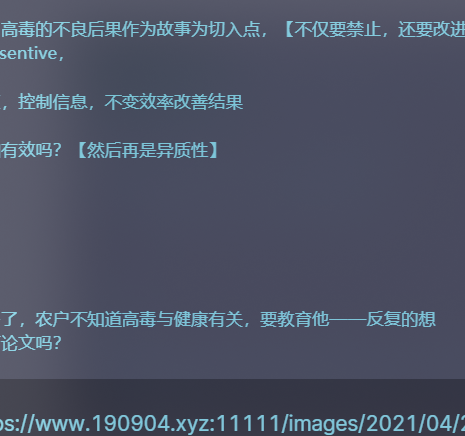 高毒的不良后果作为故事为切入点，【不仅要禁止，还要改进
sentive，
，控制信息，不变效率改善结果
有效吗？【然后再是异质性】
了，农户不知道高毒与健康有关，要教育他——反复的想
论文吗？
ps://www.190904.xyz:11111/images/2021/04/2